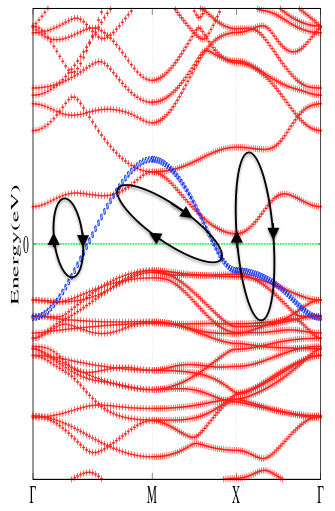 Energy(eV)
0
Γ M X Γ